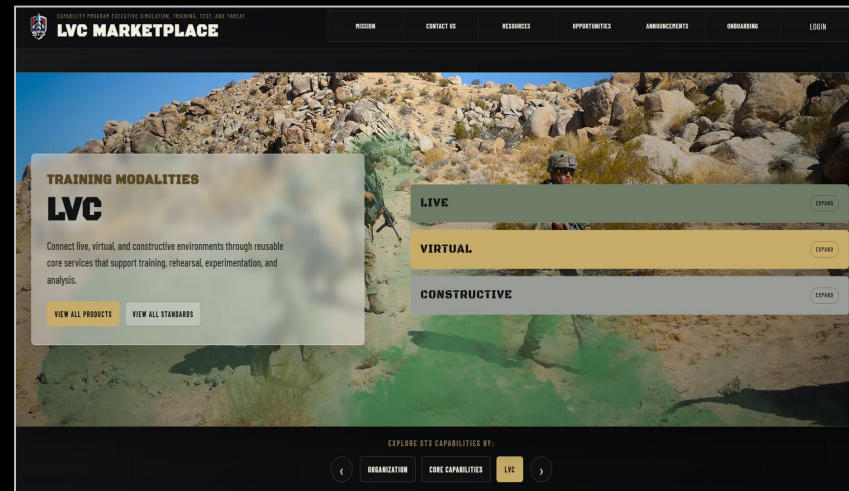 CAPABILITY PROGRAM EXECUTIVE SIMULATION, TRAINING, TEST, AND THREAT
LVC MARKETPLACE
MISSION
CONTACT US
RESOURCES
OPPORTUNITIES
ANNOUNCEMENTS
ONBOARDING
LOGIN
TRAINING MODALITIES
LVC
Connect live, virtual, and constructive environments through reusable
core services that support training, rehearsal, experimentation, and
analysis.
VIEW ALL PRODUCTS
VIEW ALL STANDARDS
LIVE
EXPAND
VIRTUAL
EXPAND
CONSTRUCTIVE
EXPAND
EXPLORE ST3 CAPABILITIES BY:
ORGANIZATION
CORE CAPABILITIES
LVC